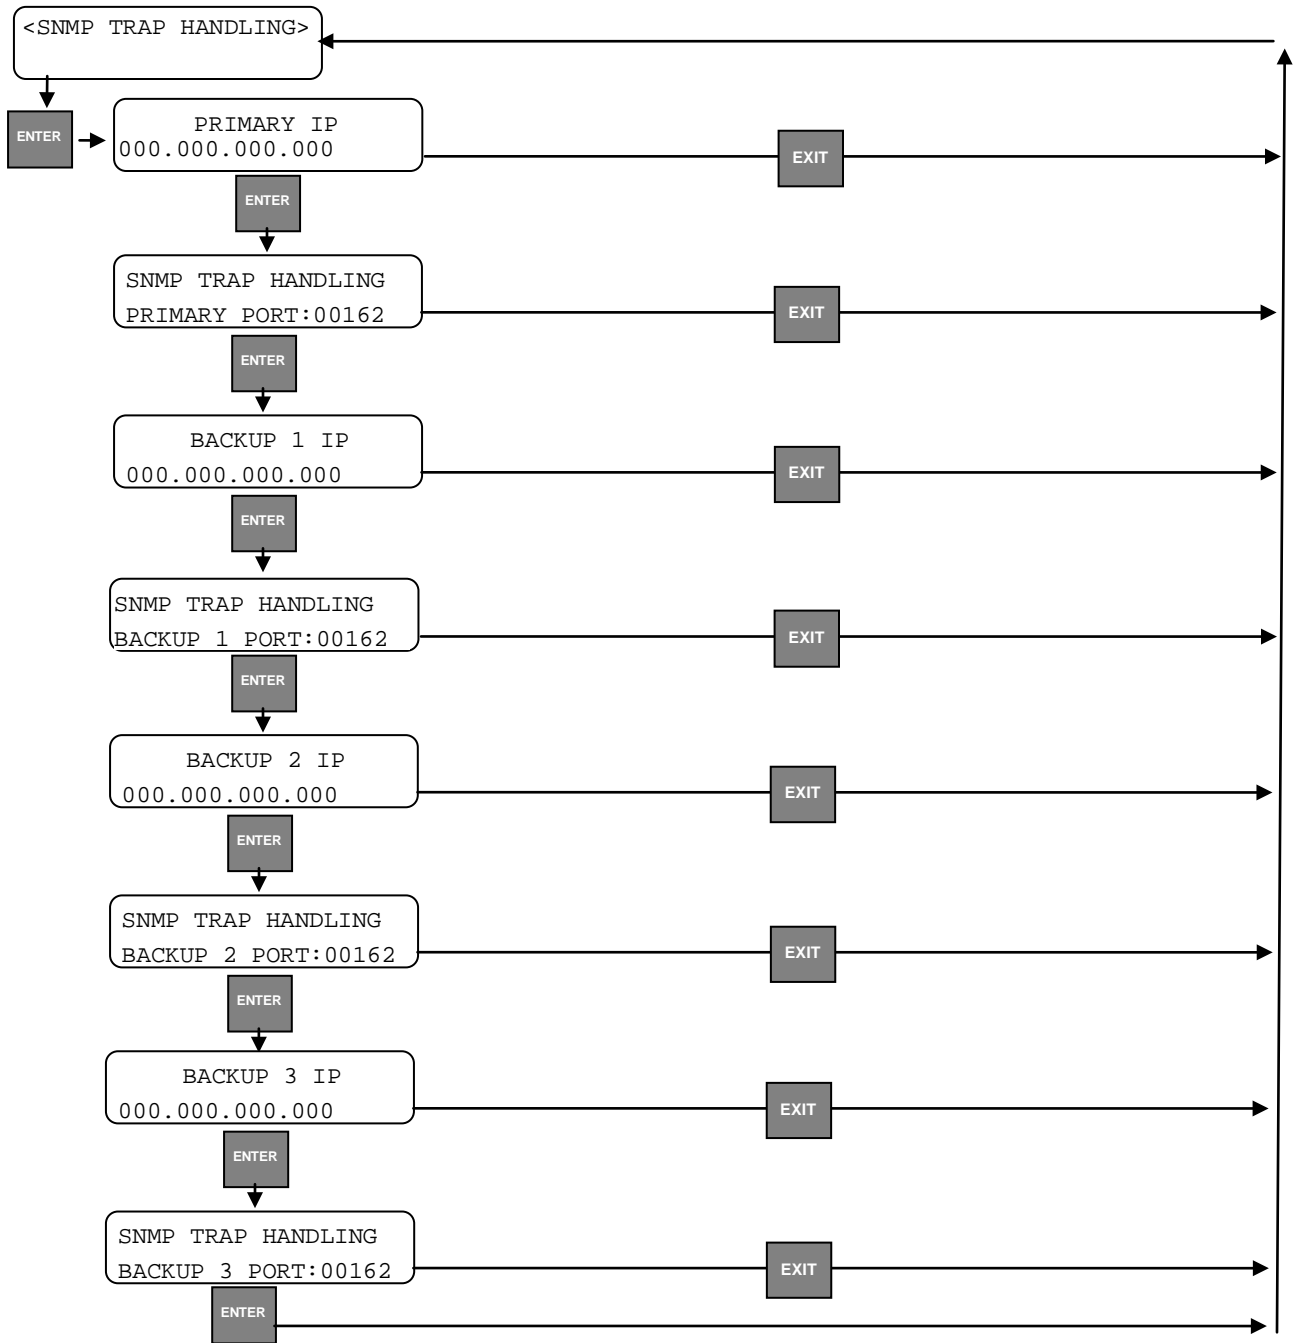 <SNMP TRAP HANDLING>
ENTER
PRIMARY IP
000.000.000.000
EXIT
ENTER
SNMP TRAP HANDLING
PRIMARY PORT:00162
EXIT
ENTER
BACKUP 1 IP
000.000.000.000
EXIT
ENTER
SNMP TRAP HANDLING
BACKUP 1 PORT:00162
EXIT
ENTER
BACKUP 2 IP
000.000.000.000
EXIT
ENTER
SNMP TRAP HANDLING
BACKUP 2 PORT:00162
EXIT
ENTER
BACKUP 3 IP
000.000.000.000
EXIT
ENTER
SNMP TRAP HANDLING
BACKUP 3 PORT:00162
EXIT
ENTER